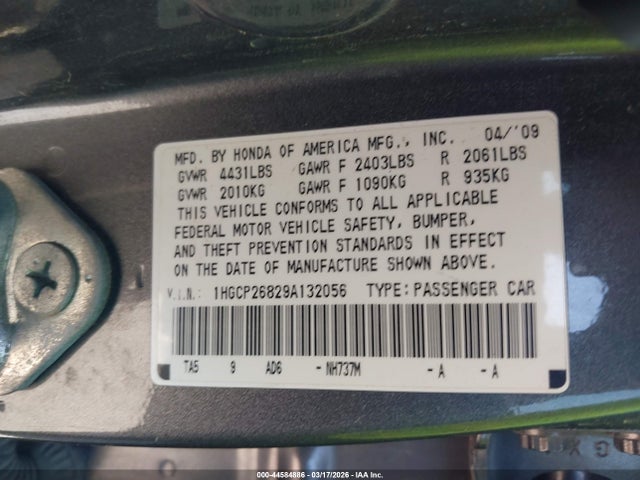 MFD. BY HONDA OF AMERICA MFG., INC. 04/'09
GVWR 4431LBS GAWR F 2403LBS R 2061LBS
GVWR 2010KG GAWR F 1090KG R 935KG
THIS VEHICLE CONFORMS TO ALL APPLICABLE
FEDERAL MOTOR VEHICLE SAFETY, BUMPER,
AND THEFT PREVENTION STANDARDS IN EFFECT
ON THE DATE OF MANUFACTURE SHOWN ABOVE.
V.I.N.: 1HGCP26829A132056 TYPE:PASSENGER CAR
TA5 9 AD6 -NH737M -A -A
000-44584886 | 03/17/2026 | IAA Inc.